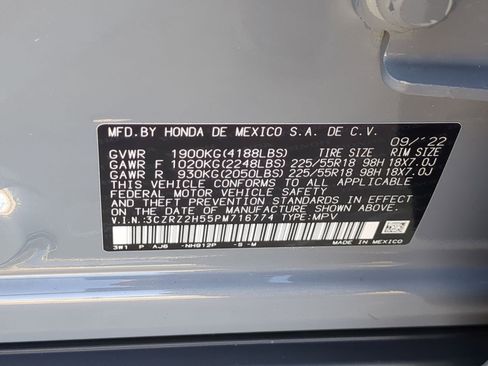 MFD.BY HONDA DE MEXICO S.A. DE C.V. 09/'22
GVWR 1900KG(4188LBS) TIRE SIZE RIM SIZE
GAWR F 1020KG(2248LBS) 225/55R18 98H 18X7.0J
GAWR R 930KG(2050LBS) 225/55R18 98H 18X7.0J
THIS VEHICLE CONFORMS TO ALL APPLICABLE
FEDERAL MOTOR VEHICLE SAFETY STANDARDS IN EFFECT
ON THE DATE OF MANUFACTURE SHOWN ABOVE.
V.I.N.:3CZRZ2H55PM716774 TYPE:MPV
3W1 P AJ6 -NH912P -S -M
MADE IN MEXICO